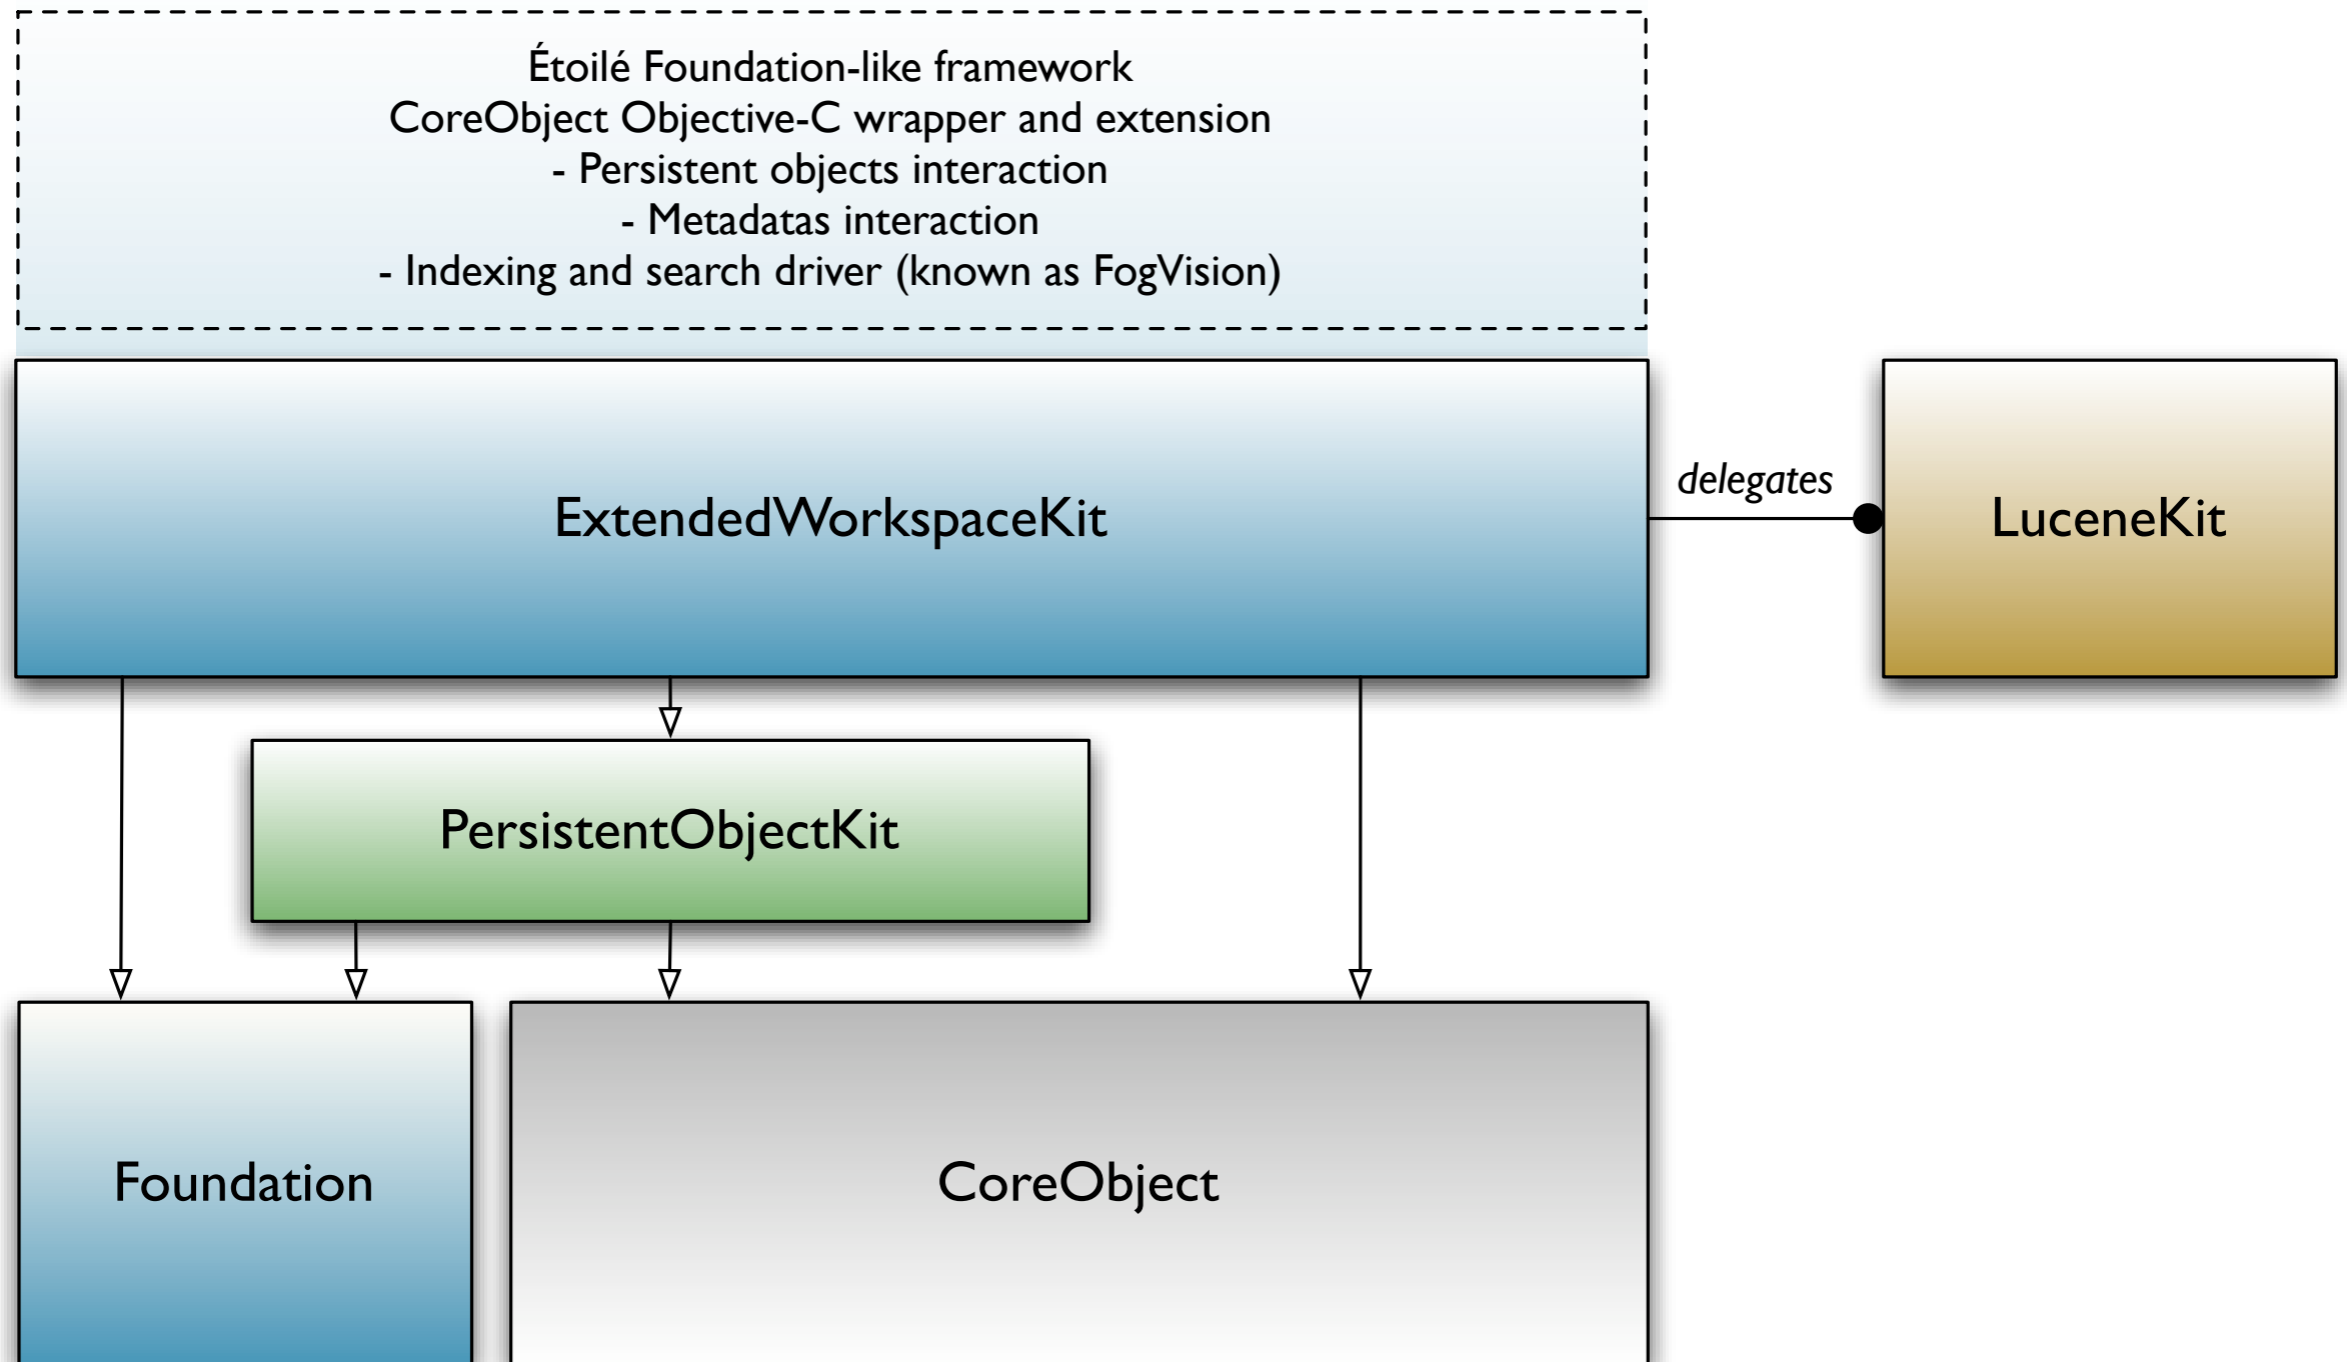 Étoilé Foundation-like framework
CoreObject Objective-C wrapper and extension
- Persistent objects interaction
- Metadatas interaction
- Indexing and search driver (known as FogVision)
ExtendedWorkspaceKit
delegates
LuceneKit
PersistentObjectKit
Foundation
CoreObject